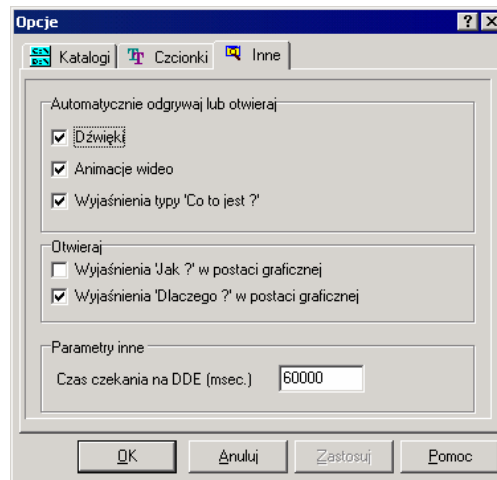 Opcje
Katalogi Czcionki Inne
Automatycznie odgrywaj lub otwieraj
Dźwięki
Animacje wideo
Wyjaśnienia typy 'Co to jest ?'
Otwieraj
Wyjaśnienia 'Jak ?' w postaci graficznej
Wyjaśnienia 'Dlaczego ?' w postaci graficznej
Parametry inne
Czas czekania na DDE (msec.) 60000
OK Anuluj Zastosuj Pomoc